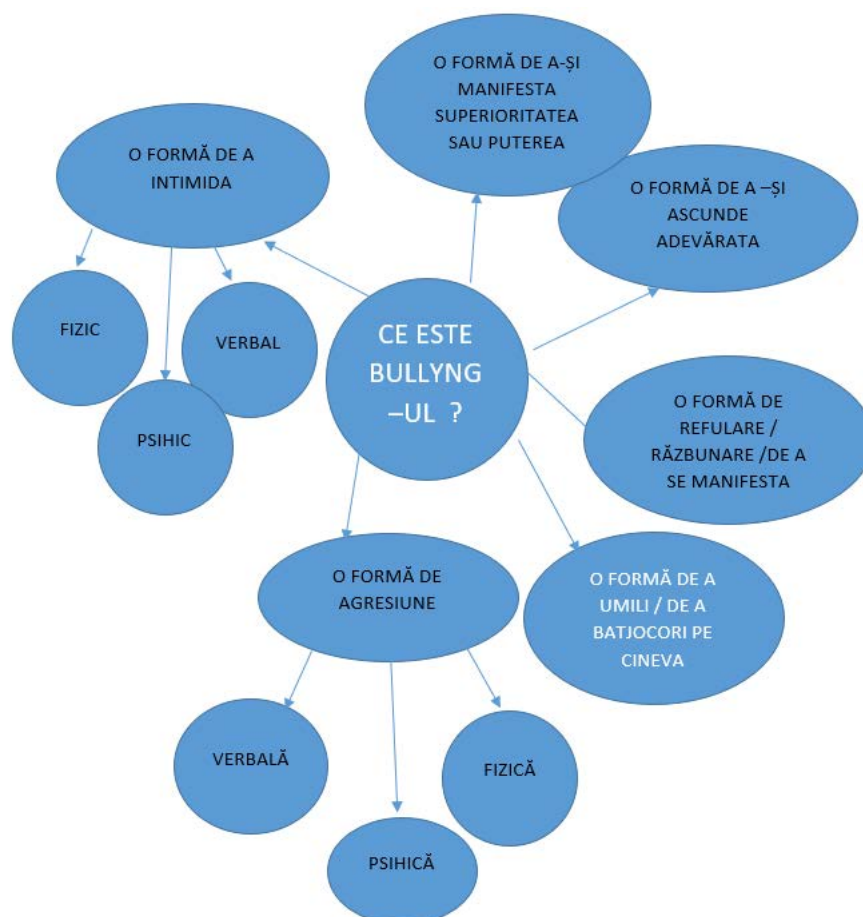 O FORMĂ DE A-ȘI
MANIFESTA
SUPERIORITATEA
SAU PUTEREA
O FORMĂ DE A
INTIMIDA
O FORMĂ DE A –ȘI
ASCUNDE
ADEVĂRATA
FIZIC
VERBAL
PSIHIC
CE ESTE
BULLYNG
–UL ?
O FORMĂ DE
REFULARE /
RĂZBUNARE /DE A
SE MANIFESTA
O FORMĂ DE
AGRESIUNE
O FORMĂ DE A
UMILI / DE A
BATJOCORI PE
CINEVA
VERBALĂ
FIZICĂ
PSIHICĂ